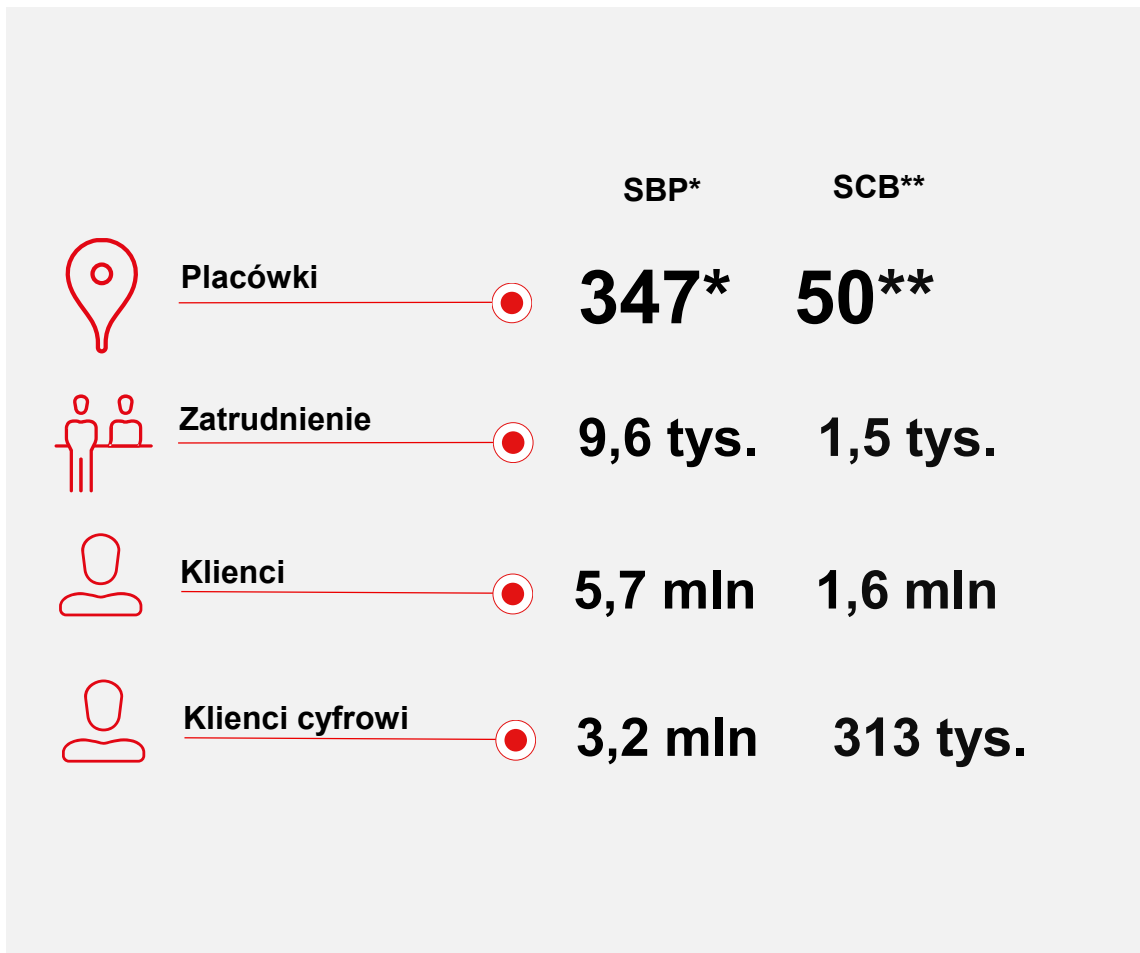 SBP* SCB**
Placówki 347* 50**
Zatrudnienie 9,6 tys. 1,5 tys.
Klienci 5,7 mln 1,6 mln
Klienci cyfrowi 3,2 mln 313 tys.